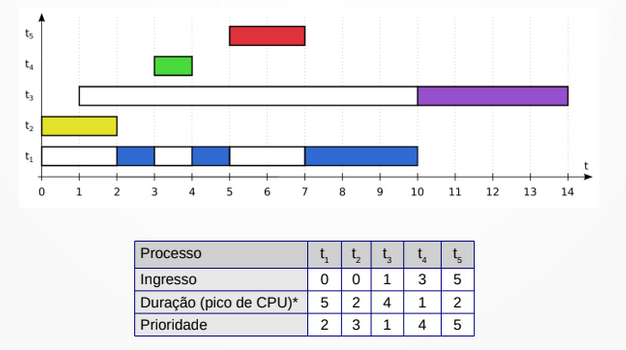 t₅
t₄
t₃
t₂
t₁
t
0 1 2 3 4 5 6 7 8 9 10 11 12 13 14
Processo t₁ t₂ t₃ t₄ t₅
Ingresso 0 0 1 3 5
Duração (pico de CPU)* 5 2 4 1 2
Prioridade 2 3 1 4 5